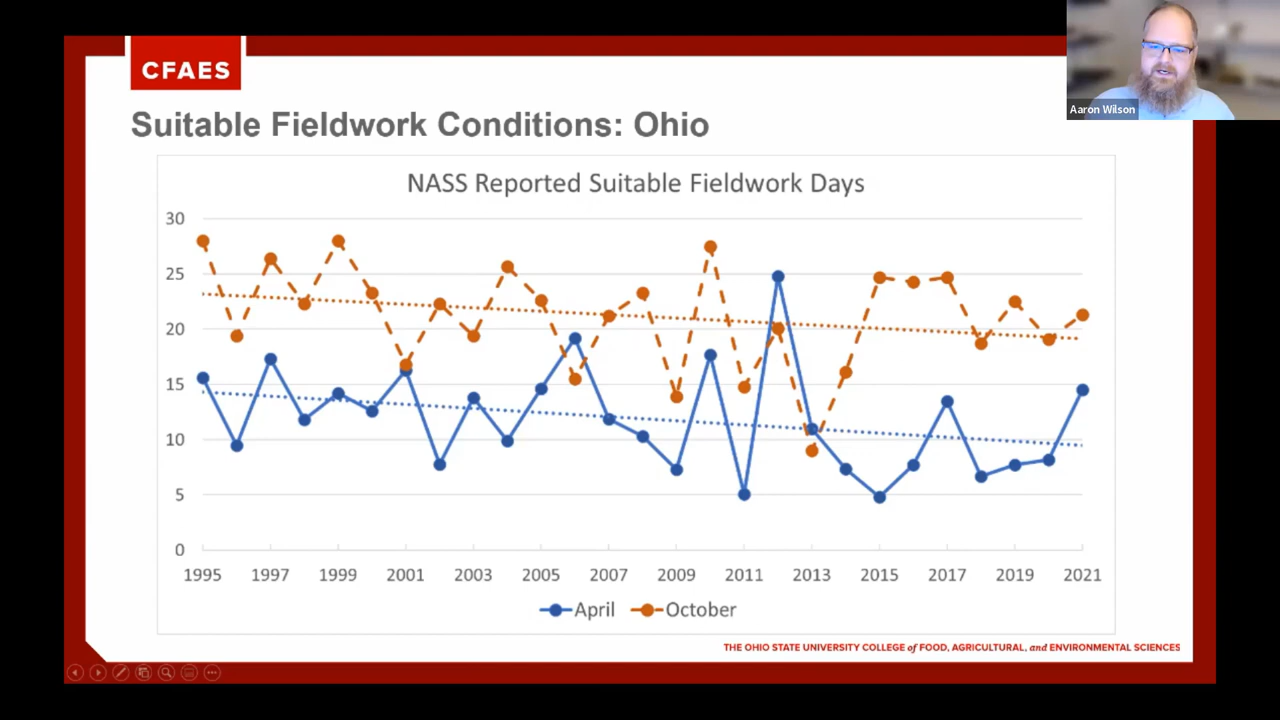 CFAES
Aaron Wilson
Suitable Fieldwork Conditions: Ohio
NASS Reported Suitable Fieldwork Days
30
25
20
15
10
5
0
1995 1997 1999 2001 2003 2005 2007 2009 2011 2013 2015 2017 2019 2021
April October
THE OHIO STATE UNIVERSITY COLLEGE of FOOD, AGRICULTURAL, and ENVIRONMENTAL SCIENCES